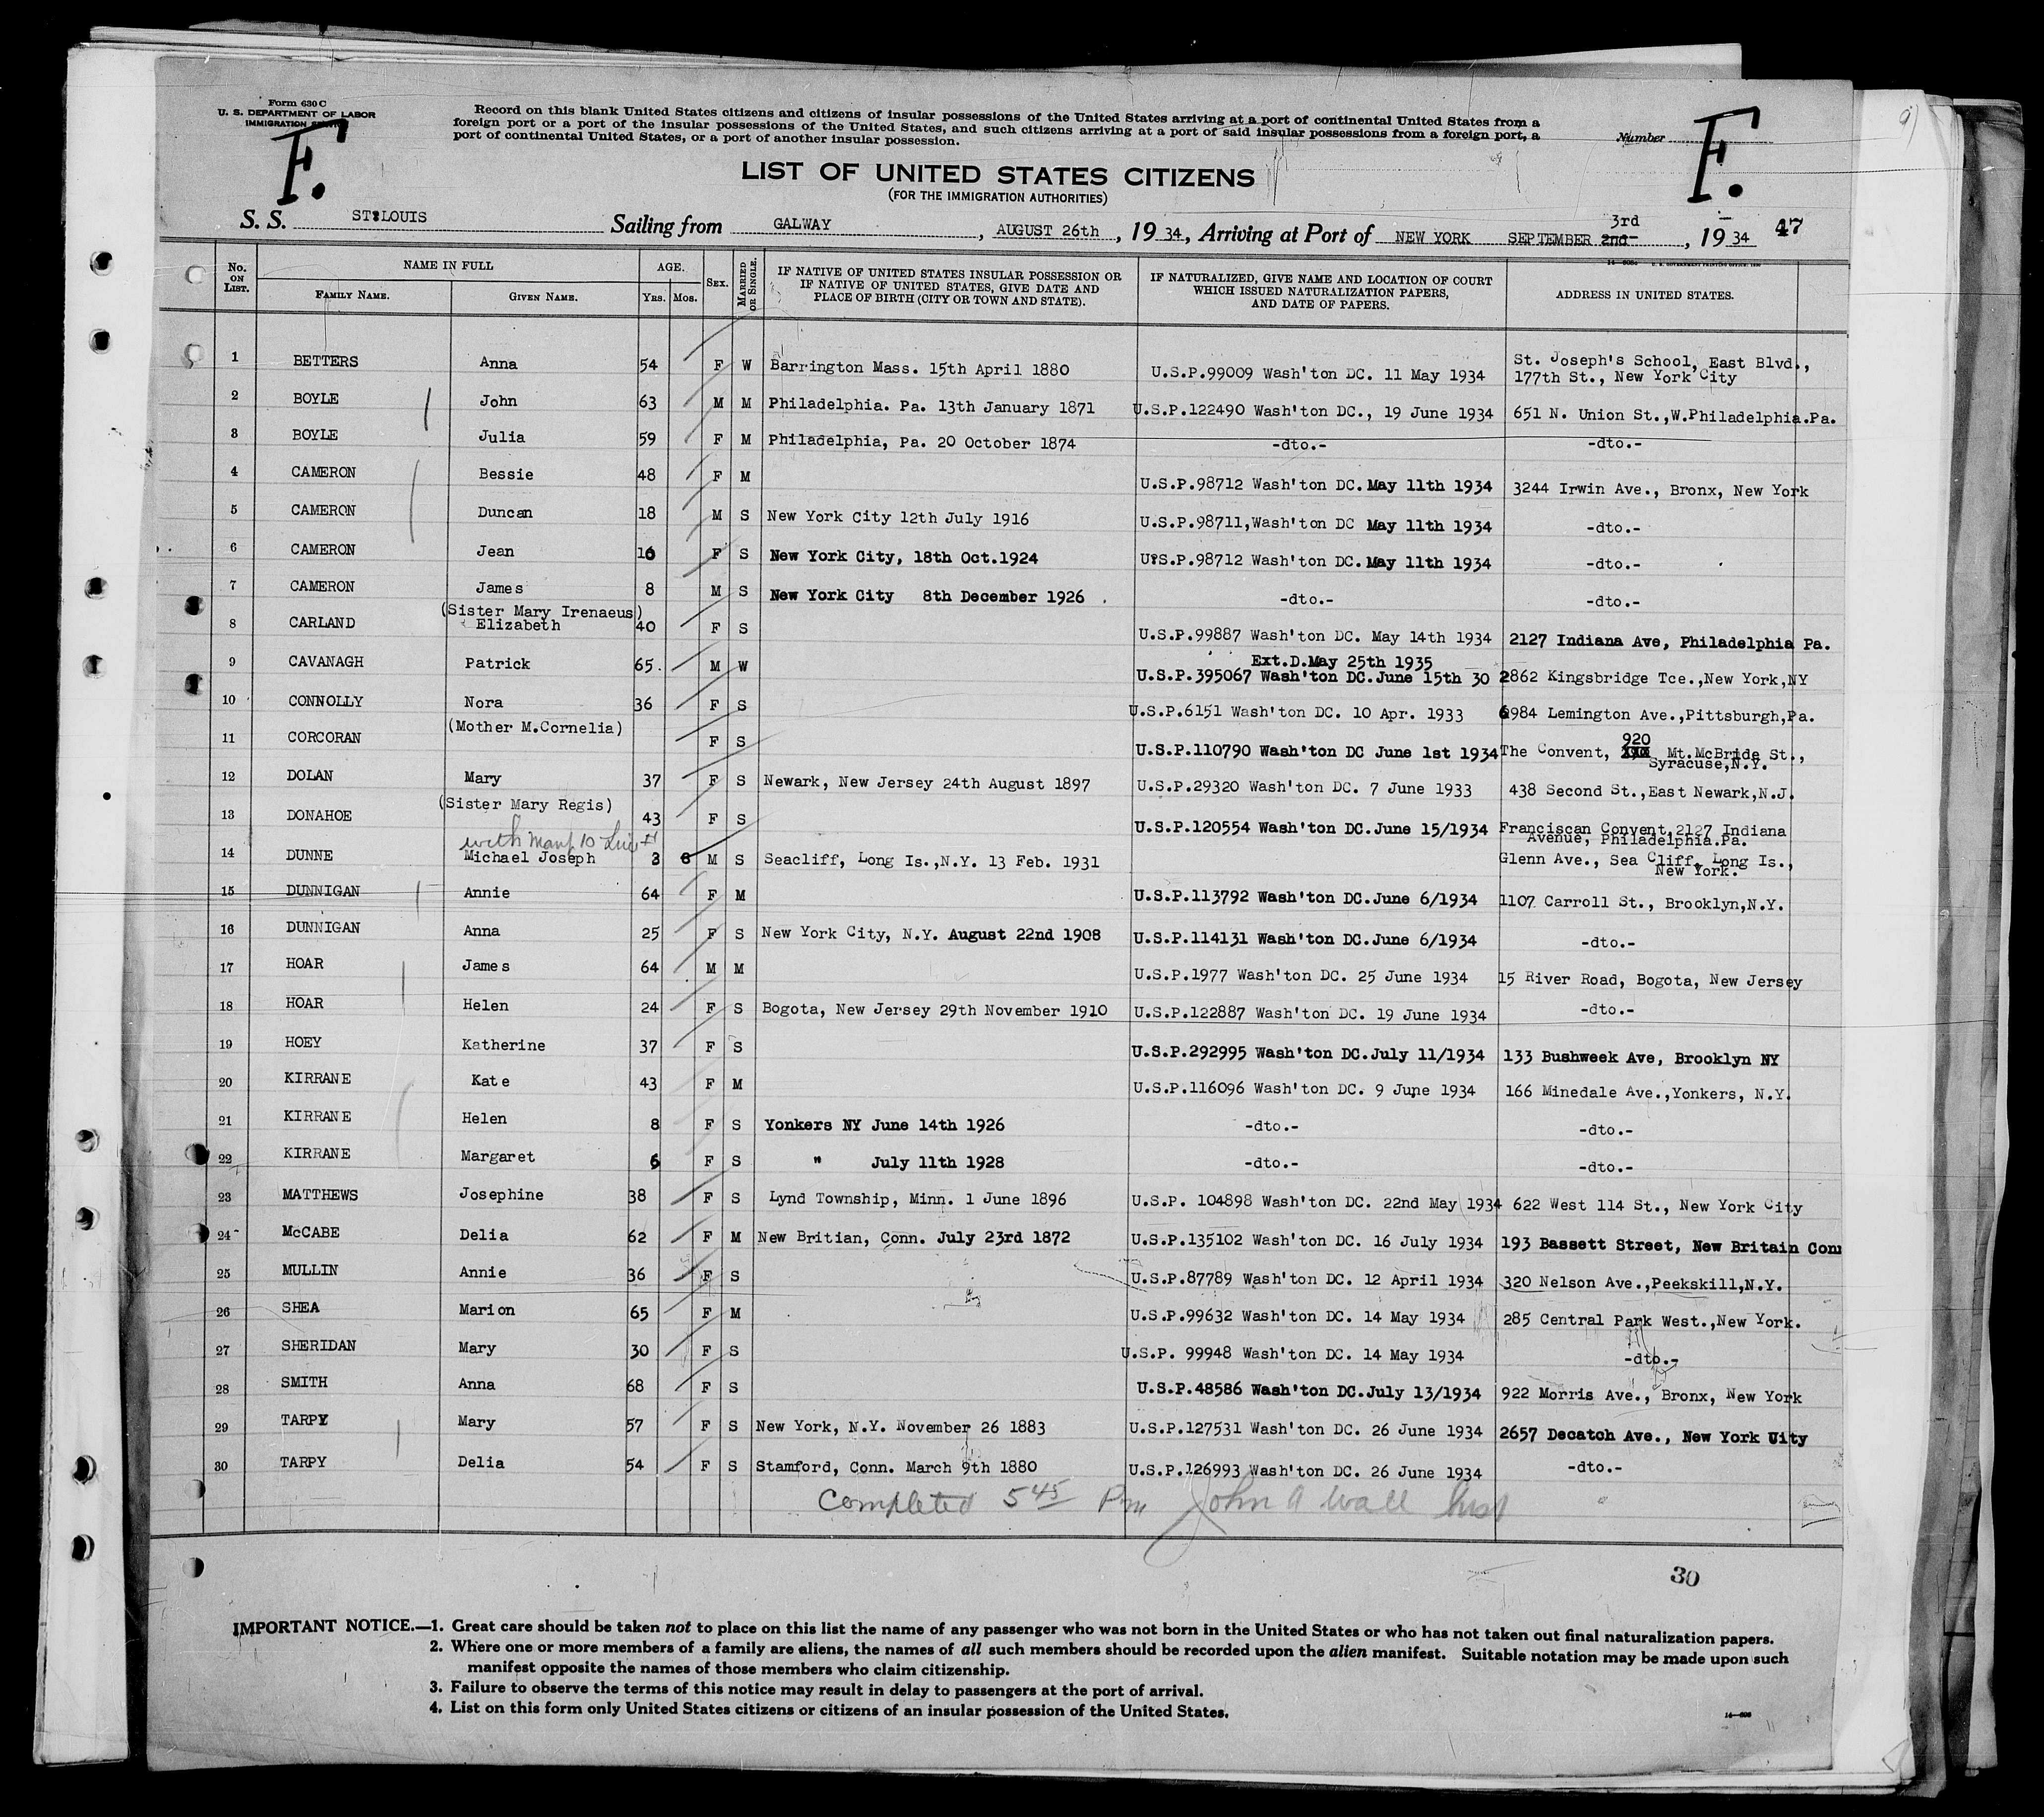 Form 630 C
U. S. DEPARTMENT OF LABOR
IMMIGRATION SERVICE
F.
Record on this blank United States citizens and citizens of insular possessions of the United States arriving at a port of continental United States from a
foreign port or a port of the insular possessions of the United States, and such citizens arriving at a port of said insular possessions from a foreign port, a
port of continental United States, or a port of another insular possession.
Number
F.
LIST OF UNITED STATES CITIZENS
(FOR THE IMMIGRATION AUTHORITIES)
S. S. ST.LOUIS Sailing from GALWAY, AUGUST 26th, 19 34, Arriving at Port of NEW YORK SEPTEMBER 2nd 3rd, 19 34 47
No. ON LIST. NAME IN FULL FAMILY NAME. GIVEN NAME. AGE. YRS. MOS. SEX. MARRIED OR SINGLE. IF NATIVE OF UNITED STATES INSULAR POSSESSION OR IF NATIVE OF UNITED STATES, GIVE DATE AND PLACE OF BIRTH (CITY OR TOWN AND STATE). IF NATURALIZED, GIVE NAME AND LOCATION OF COURT WHICH ISSUED NATURALIZATION PAPERS, AND DATE OF PAPERS. ADDRESS IN UNITED STATES.
1 BETTERS Anna 54 F W Barrington Mass. 15th April 1880 U.S.P.99009 Wash'ton DC. 11 May 1934 St. Joseph's School, East Blvd., 177th St., New York City
2 BOYLE John 63 M M Philadelphia. Pa. 13th January 1871 U.S.P.122490 Wash'ton DC., 19 June 1934 651 N. Union St.,W.Philadelphia.Pa.
3 BOYLE Julia 59 F M Philadelphia, Pa. 20 October 1874 -dto.- -dto.-
4 CAMERON Bessie 48 F M U.S.P.98712 Wash'ton DC. May 11th 1934 3244 Irwin Ave., Bronx, New York
5 CAMERON Duncan 18 M S New York City 12th July 1916 U.S.P.98711,Wash'ton DC May 11th 1934 -dto.-
6 CAMERON Jean 10 F S New York City, 18th Oct.1924 U.S.P.98712 Wash'ton DC. May 11th 1934 -dto.-
7 CAMERON James 8 M S New York City 8th December 1926 . -dto.- -dto.-
8 CARLAND (Sister Mary Irenaeus) Elizabeth 40 F S U.S.P.99887 Wash'ton DC. May 14th 1934 2127 Indiana Ave, Philadelphia Pa.
9 CAVANAGH Patrick 65. M W Ext.D.May 25th 1935 U.S.P.395067 Wash'ton DC.June 15th 30 2862 Kingsbridge Tce.,New York,NY
10 CONNOLLY Nora 36 F S U.S.P.6151 Wash'ton DC. 10 Apr. 1933 6984 Lemington Ave.,Pittsburgh,Pa.
11 CORCORAN (Mother M.Cornelia) F S U.S.P.110790 Wash'ton DC June 1st 1934 The Convent, 920 Mt.McBride St., Syracuse,N.Y.
12 DOLAN Mary 37 F S Newark, New Jersey 24th August 1897 U.S.P.29320 Wash'ton DC. 7 June 1933 438 Second St.,East Newark,N.J.
13 DONAHOE (Sister Mary Regis) 43 F S U.S.P.120554 Wash'ton DC.June 15/1934 Franciscan Convent,2127 Indiana Avenue, Philadelphia.Pa.
with Manf 10
14 DUNNE Michael Joseph 3 6 M S Seacliff, Long Is.,N.Y. 13 Feb. 1931 Glenn Ave., Sea Cliff, Long Is., New York.
15 DUNNIGAN Annie 64 F M U.S.P.113792 Wash'ton DC.June 6/1934 1107 Carroll St., Brooklyn,N.Y.
16 DUNNIGAN Anna 25 F S New York City, N.Y. August 22nd 1908 U.S.P.114131 Wash'ton DC.June 6/1934 -dto.-
17 HOAR James 64 M M U.S.P.1977 Wash'ton DC. 25 June 1934 15 River Road, Bogota, New Jersey
18 HOAR Helen 24 F S Bogota, New Jersey 29th November 1910 U.S.P.122887 Wash'ton DC. 19 June 1934 -dto.-
19 HOEY Katherine 37 F S U.S.P.292995 Wash'ton DC.July 11/1934 133 Bushweek Ave, Brooklyn NY
20 KIRRANE Kate 43 F M U.S.P.116096 Wash'ton DC. 9 June 1934 166 Minedale Ave.,Yonkers, N.Y.
21 KIRRANE Helen 8 F S Yonkers NY June 14th 1926 -dto.- -dto.-
22 KIRRANE Margaret 6 F S " July 11th 1928 -dto.- -dto.-
23 MATTHEWS Josephine 38 F S Lynd Township, Minn. 1 June 1896 U.S.P. 104898 Wash'ton DC. 22nd May 1934 622 West 114 St., New York City
24 McCABE Delia 62 F M New Britian, Conn. July 23rd 1872 U.S.P.135102 Wash'ton DC. 16 July 1934 193 Bassett Street, New Britain Conn
25 MULLIN Annie 36 F S U.S.P.87789 Wash'ton DC. 12 April 1934 320 Nelson Ave.,Peekskill,N.Y.
26 SHEA Marion 65 F M U.S.P.99632 Wash'ton DC. 14 May 1934 285 Central Park West.,New York.
27 SHERIDAN Mary 30 F S U.S.P. 99948 Wash'ton DC. 14 May 1934 -dto.-
28 SMITH Anna 68 F S U.S.P.48586 Wash'ton DC.July 13/1934 922 Morris Ave., Bronx, New York
29 TARPY Mary 57 F S New York, N.Y. November 26 1883 U.S.P.127531 Wash'ton DC. 26 June 1934 2657 Decatch Ave., New York City
30 TARPY Delia 54 F S Stamford, Conn. March 9th 1880 U.S.P.126993 Wash'ton DC. 26 June 1934 -dto.-
Completed 5 45 Pm John A Wall Insp
30
IMPORTANT NOTICE.—1. Great care should be taken not to place on this list the name of any passenger who was not born in the United States or who has not taken out final naturalization papers.
2. Where one or more members of a family are aliens, the names of all such members should be recorded upon the alien manifest. Suitable notation may be made upon such
manifest opposite the names of those members who claim citizenship.
3. Failure to observe the terms of this notice may result in delay to passengers at the port of arrival.
4. List on this form only United States citizens or citizens of an insular possession of the United States.